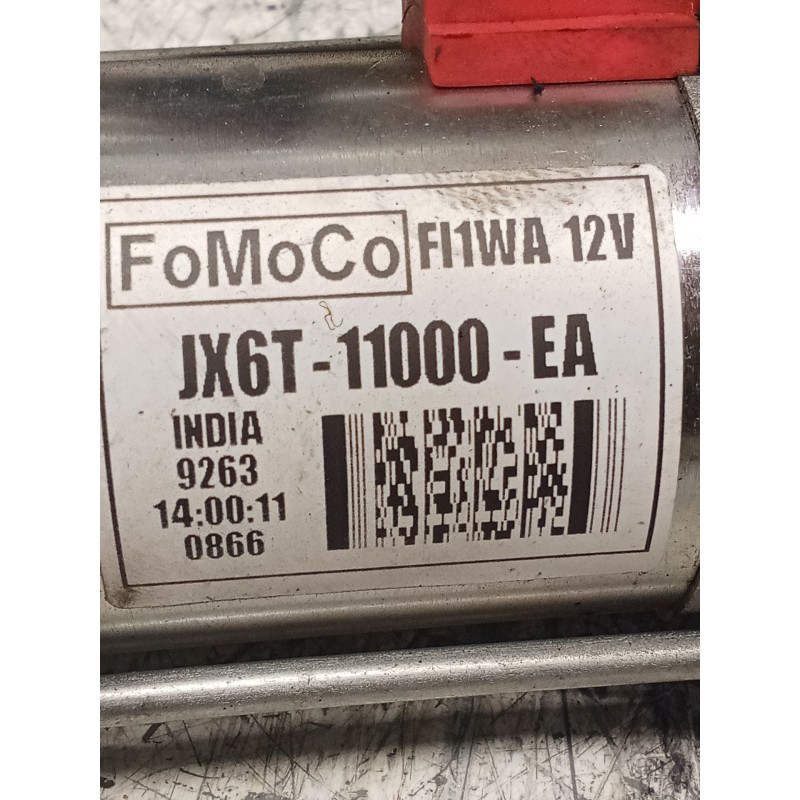 FoMoCo FI1WA 12V
JX6T-11000-EA
INDIA
9263
14:00:11
0866